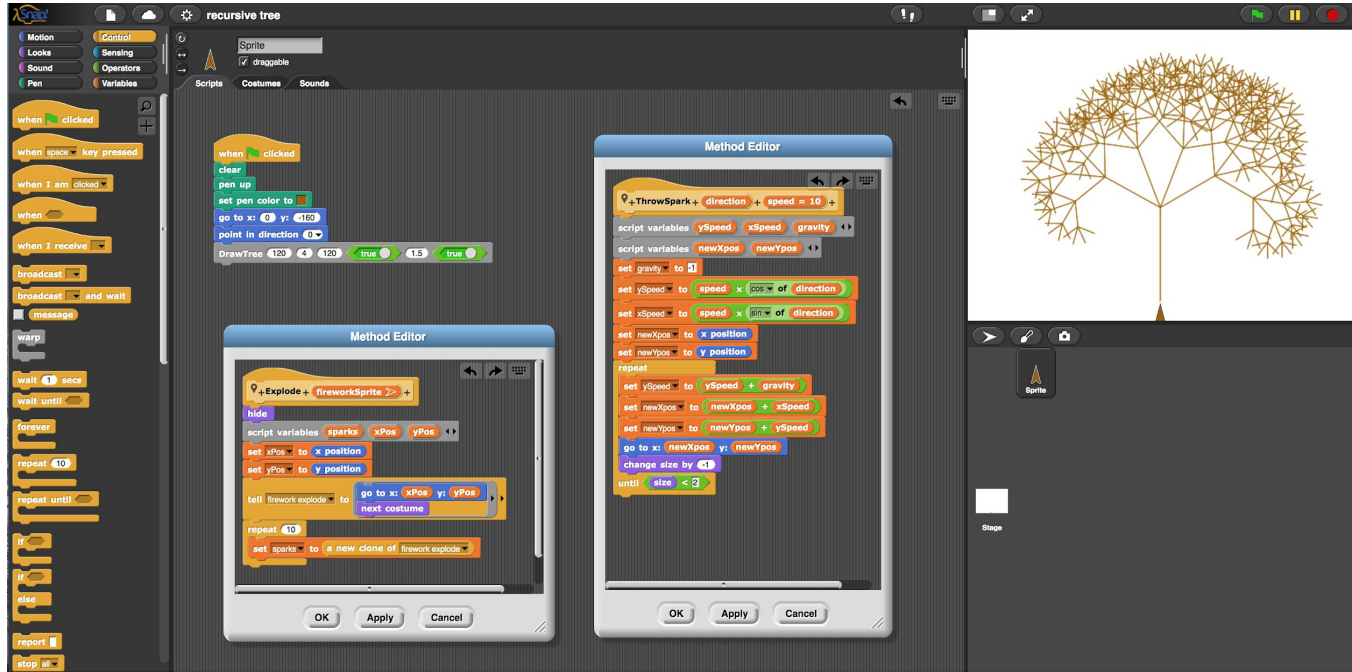 Snap!
recursive tree
Motion Control
Looks Sensing
Sound Operators
Pen Variables
when clicked
when space key pressed
when I am clicked
when
when I receive
broadcast
broadcast and wait
message
warp
wait 1 secs
wait until
forever
repeat 10
repeat until
if
if
else
report
stop all
Sprite
draggable
Scripts Costumes Sounds
when clicked
clear
pen up
set pen color to
go to x: 0 y: -160
point in direction 0
DrawTree 120 4 120 true 1.5 true
Method Editor
+Explode+ fireworkSprite +
hide
script variables sparks xPos yPos
set xPos to x position
set yPos to y position
tell firework explode to go to x: xPos y: yPos
next costume
repeat 10
set sparks to a new clone of firework explode
OK Apply Cancel
Method Editor
+ThrowSpark+ direction + speed = 10 +
script variables ySpeed xSpeed gravity
script variables newXpos newYpos
set gravity to -1
set ySpeed to speed × cos of direction
set xSpeed to speed × sin of direction
set newXpos to x position
set newYpos to y position
repeat
set ySpeed to ySpeed + gravity
set newXpos to newXpos + xSpeed
set newYpos to newYpos + ySpeed
go to x: newXpos y: newYpos
change size by -1
until size < 2
OK Apply Cancel
Sprite
Stage